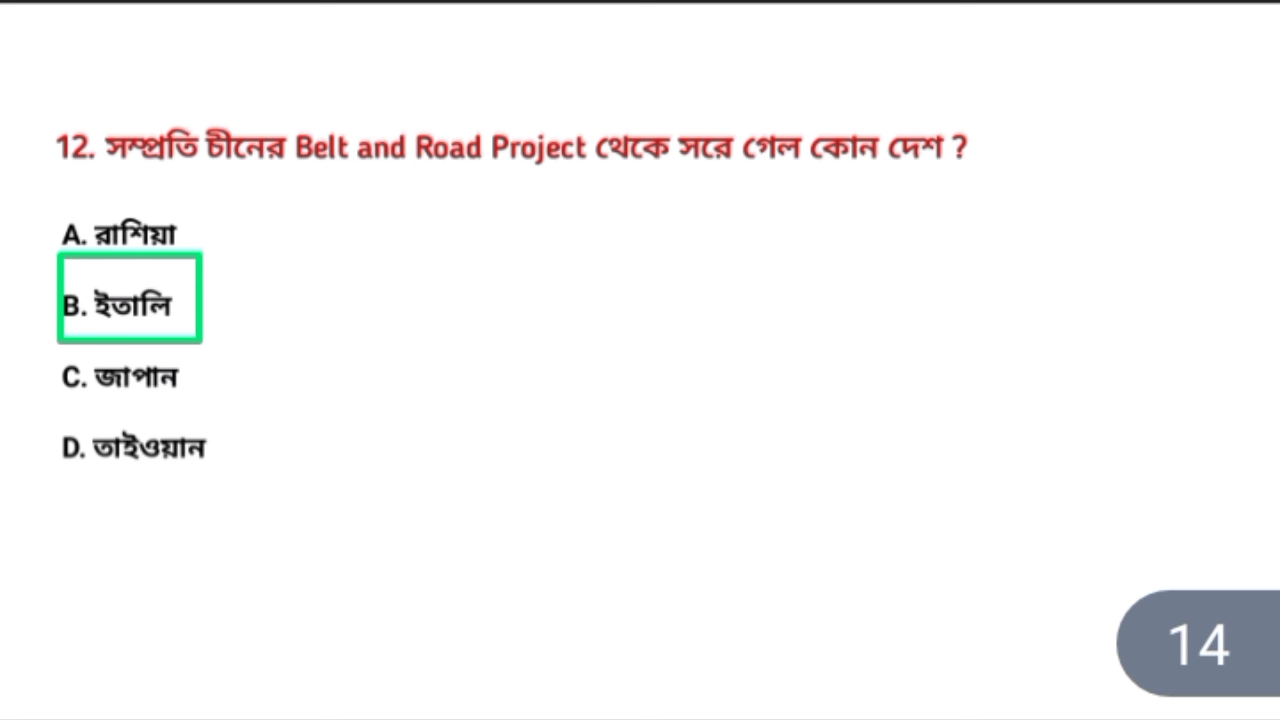 12. সম্প্রতি চীনের Belt and Road Project থেকে সরে গেল কোন দেশ ?
A. রাশিয়া
B. ইতালি
C. জাপান
D. তাইওয়ান
14